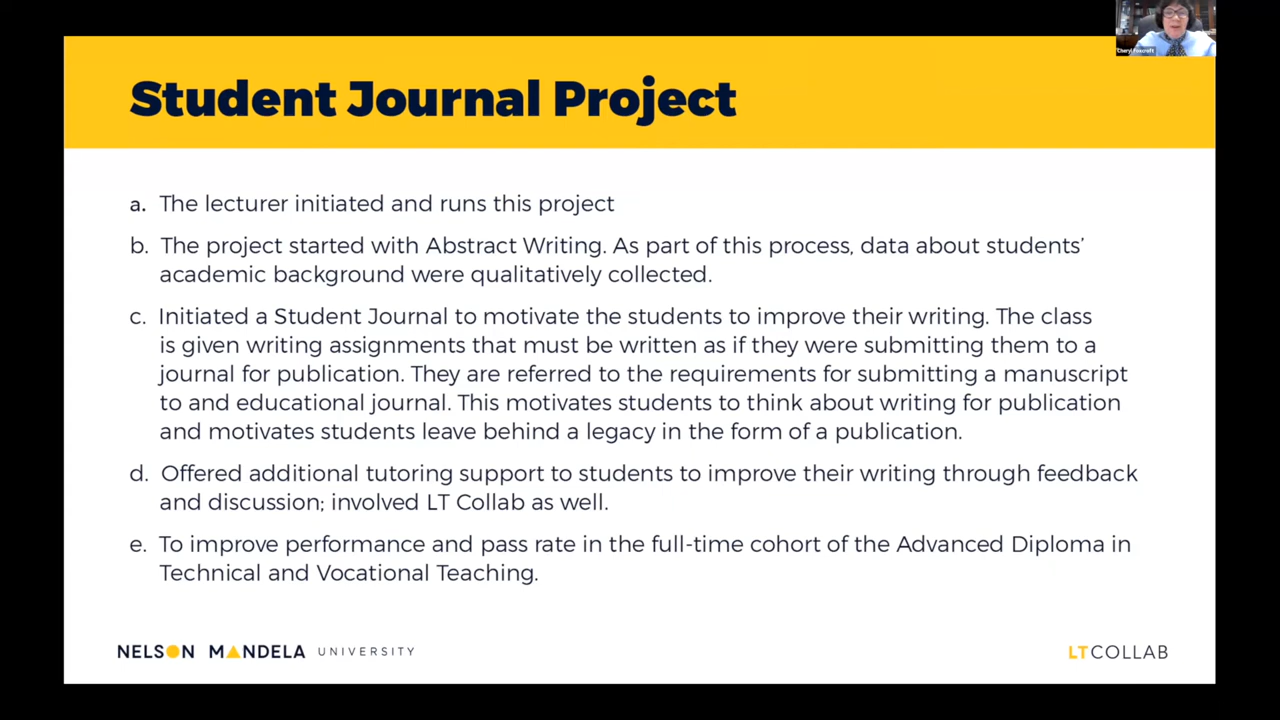 Cheryl Foxcroft
Student Journal Project
a. The lecturer initiated and runs this project
b. The project started with Abstract Writing. As part of this process, data about students'
academic background were qualitatively collected.
c. Initiated a Student Journal to motivate the students to improve their writing. The class
is given writing assignments that must be written as if they were submitting them to a
journal for publication. They are referred to the requirements for submitting a manuscript
to and educational journal. This motivates students to think about writing for publication
and motivates students leave behind a legacy in the form of a publication.
d. Offered additional tutoring support to students to improve their writing through feedback
and discussion; involved LT Collab as well.
e. To improve performance and pass rate in the full-time cohort of the Advanced Diploma in
Technical and Vocational Teaching.
NELSON MANDELA UNIVERSITY
LTCOLLAB